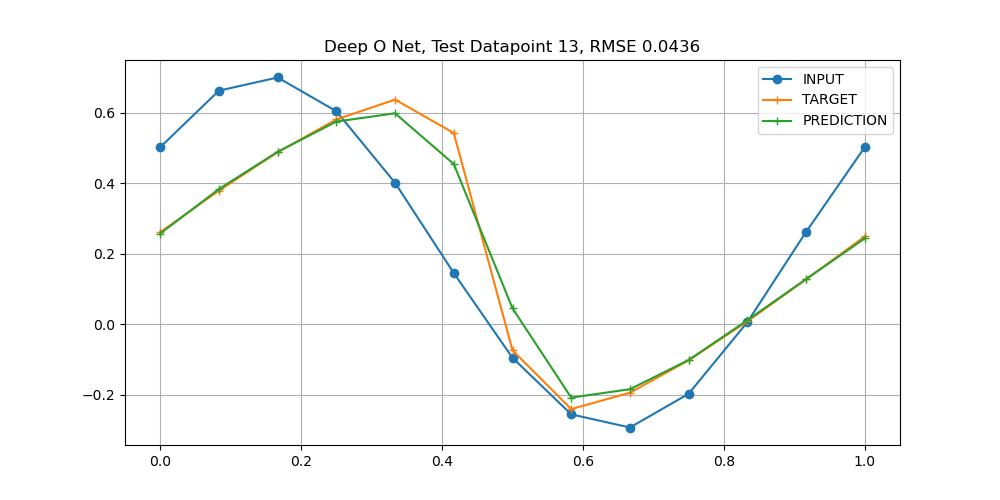 Deep O Net, Test Datapoint 13, RMSE 0.0436
INPUT
TARGET
PREDICTION
0.6
0.4
0.2
0.0
−0.2
0.0 0.2 0.4 0.6 0.8 1.0